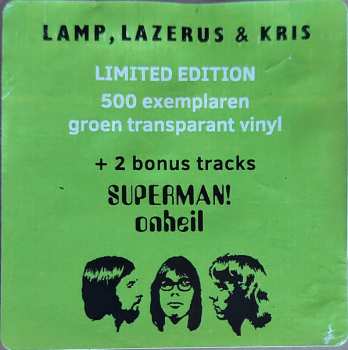 LAMP, LAZERUS & KRIS
LIMITED EDITION
500 exemplaren
groen transparant vinyl
+ 2 bonus tracks
SUPERMAN!
onheil